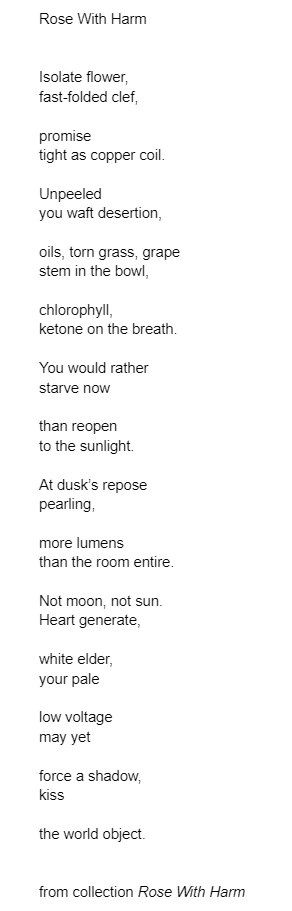 Rose With Harm
Isolate flower,
fast-folded clef,
promise
tight as copper coil.
Unpeeled
you waft desertion,
oils, torn grass, grape
stem in the bowl,
chlorophyll,
ketone on the breath.
You would rather
starve now
than reopen
to the sunlight.
At dusk’s repose
pearling,
more lumens
than the room entire.
Not moon, not sun.
Heart generate,
white elder,
your pale
low voltage
may yet
force a shadow,
kiss
the world object.
from collection Rose With Harm